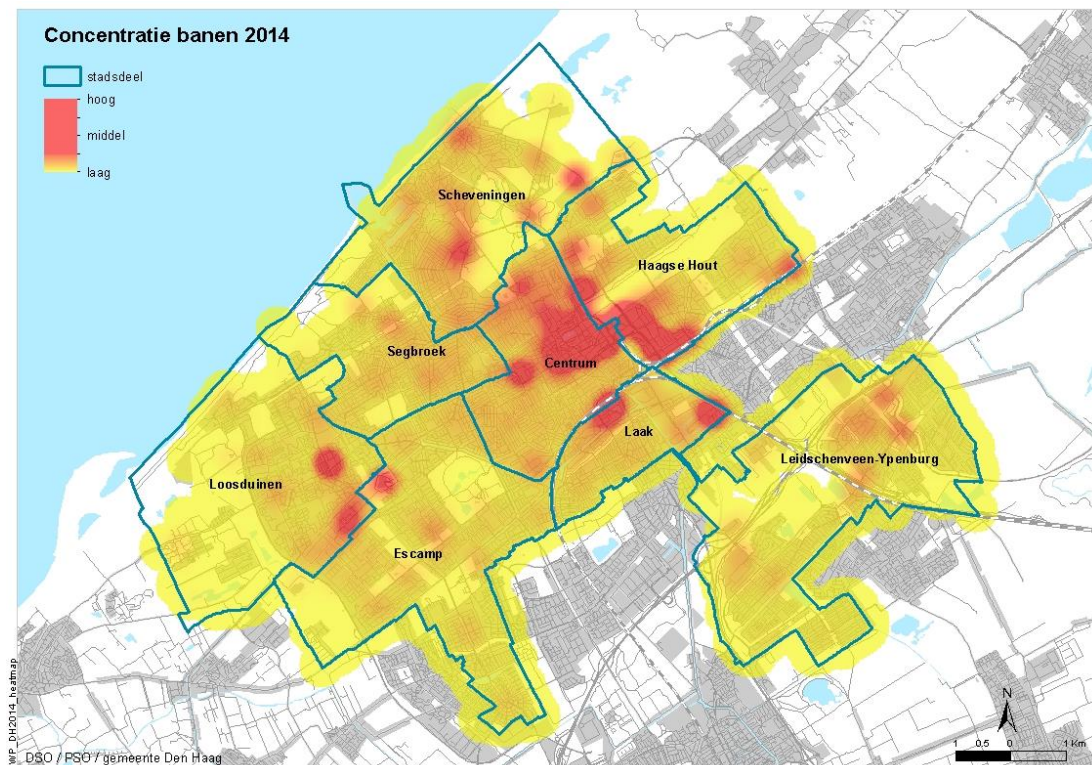 Concentratie banen 2014
stadsdeel
hoog
middel
laag
Scheveningen
Haagse Hout
Segbroek
Centrum
Laak
Leidschenveen-Ypenburg
Loosduinen
Escamp
WP_DH2014_heatmap
DSO / PSO / gemeente Den Haag
N
1 0,5 0 1 Km